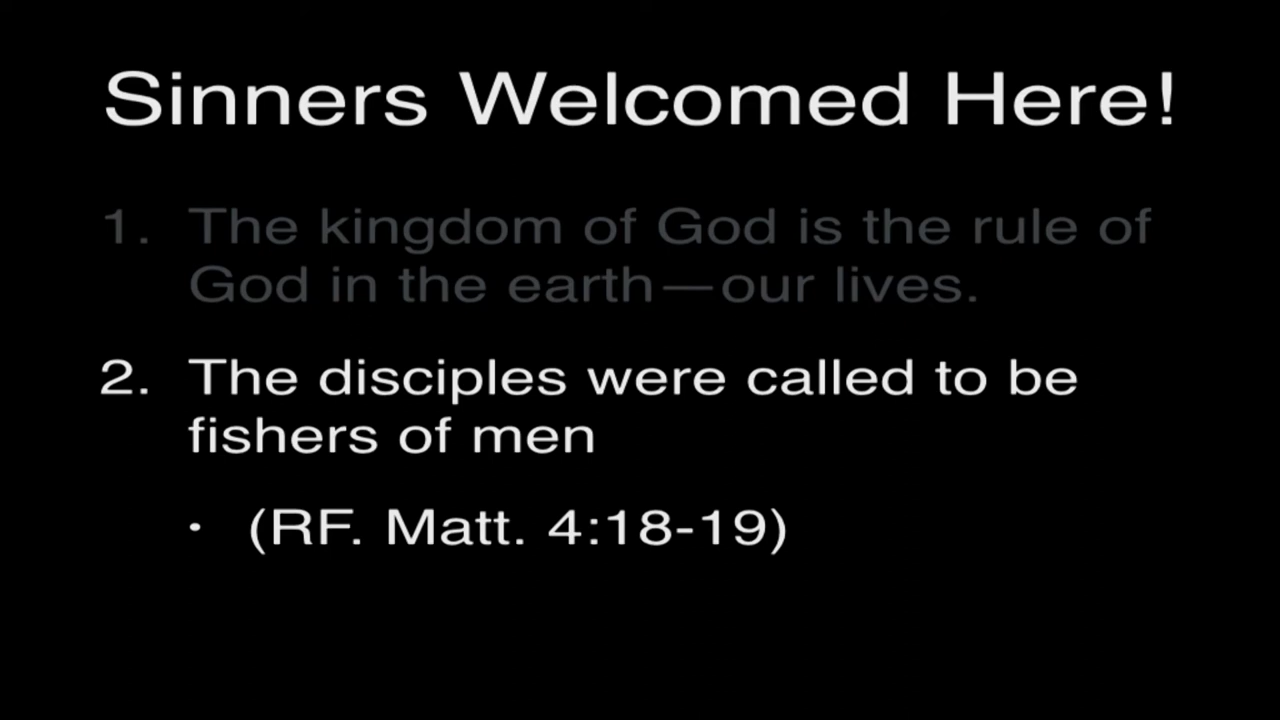 Sinners Welcomed Here!
1. The kingdom of God is the rule of
God in the earth—our lives.
2. The disciples were called to be
fishers of men
• (RF. Matt. 4:18-19)